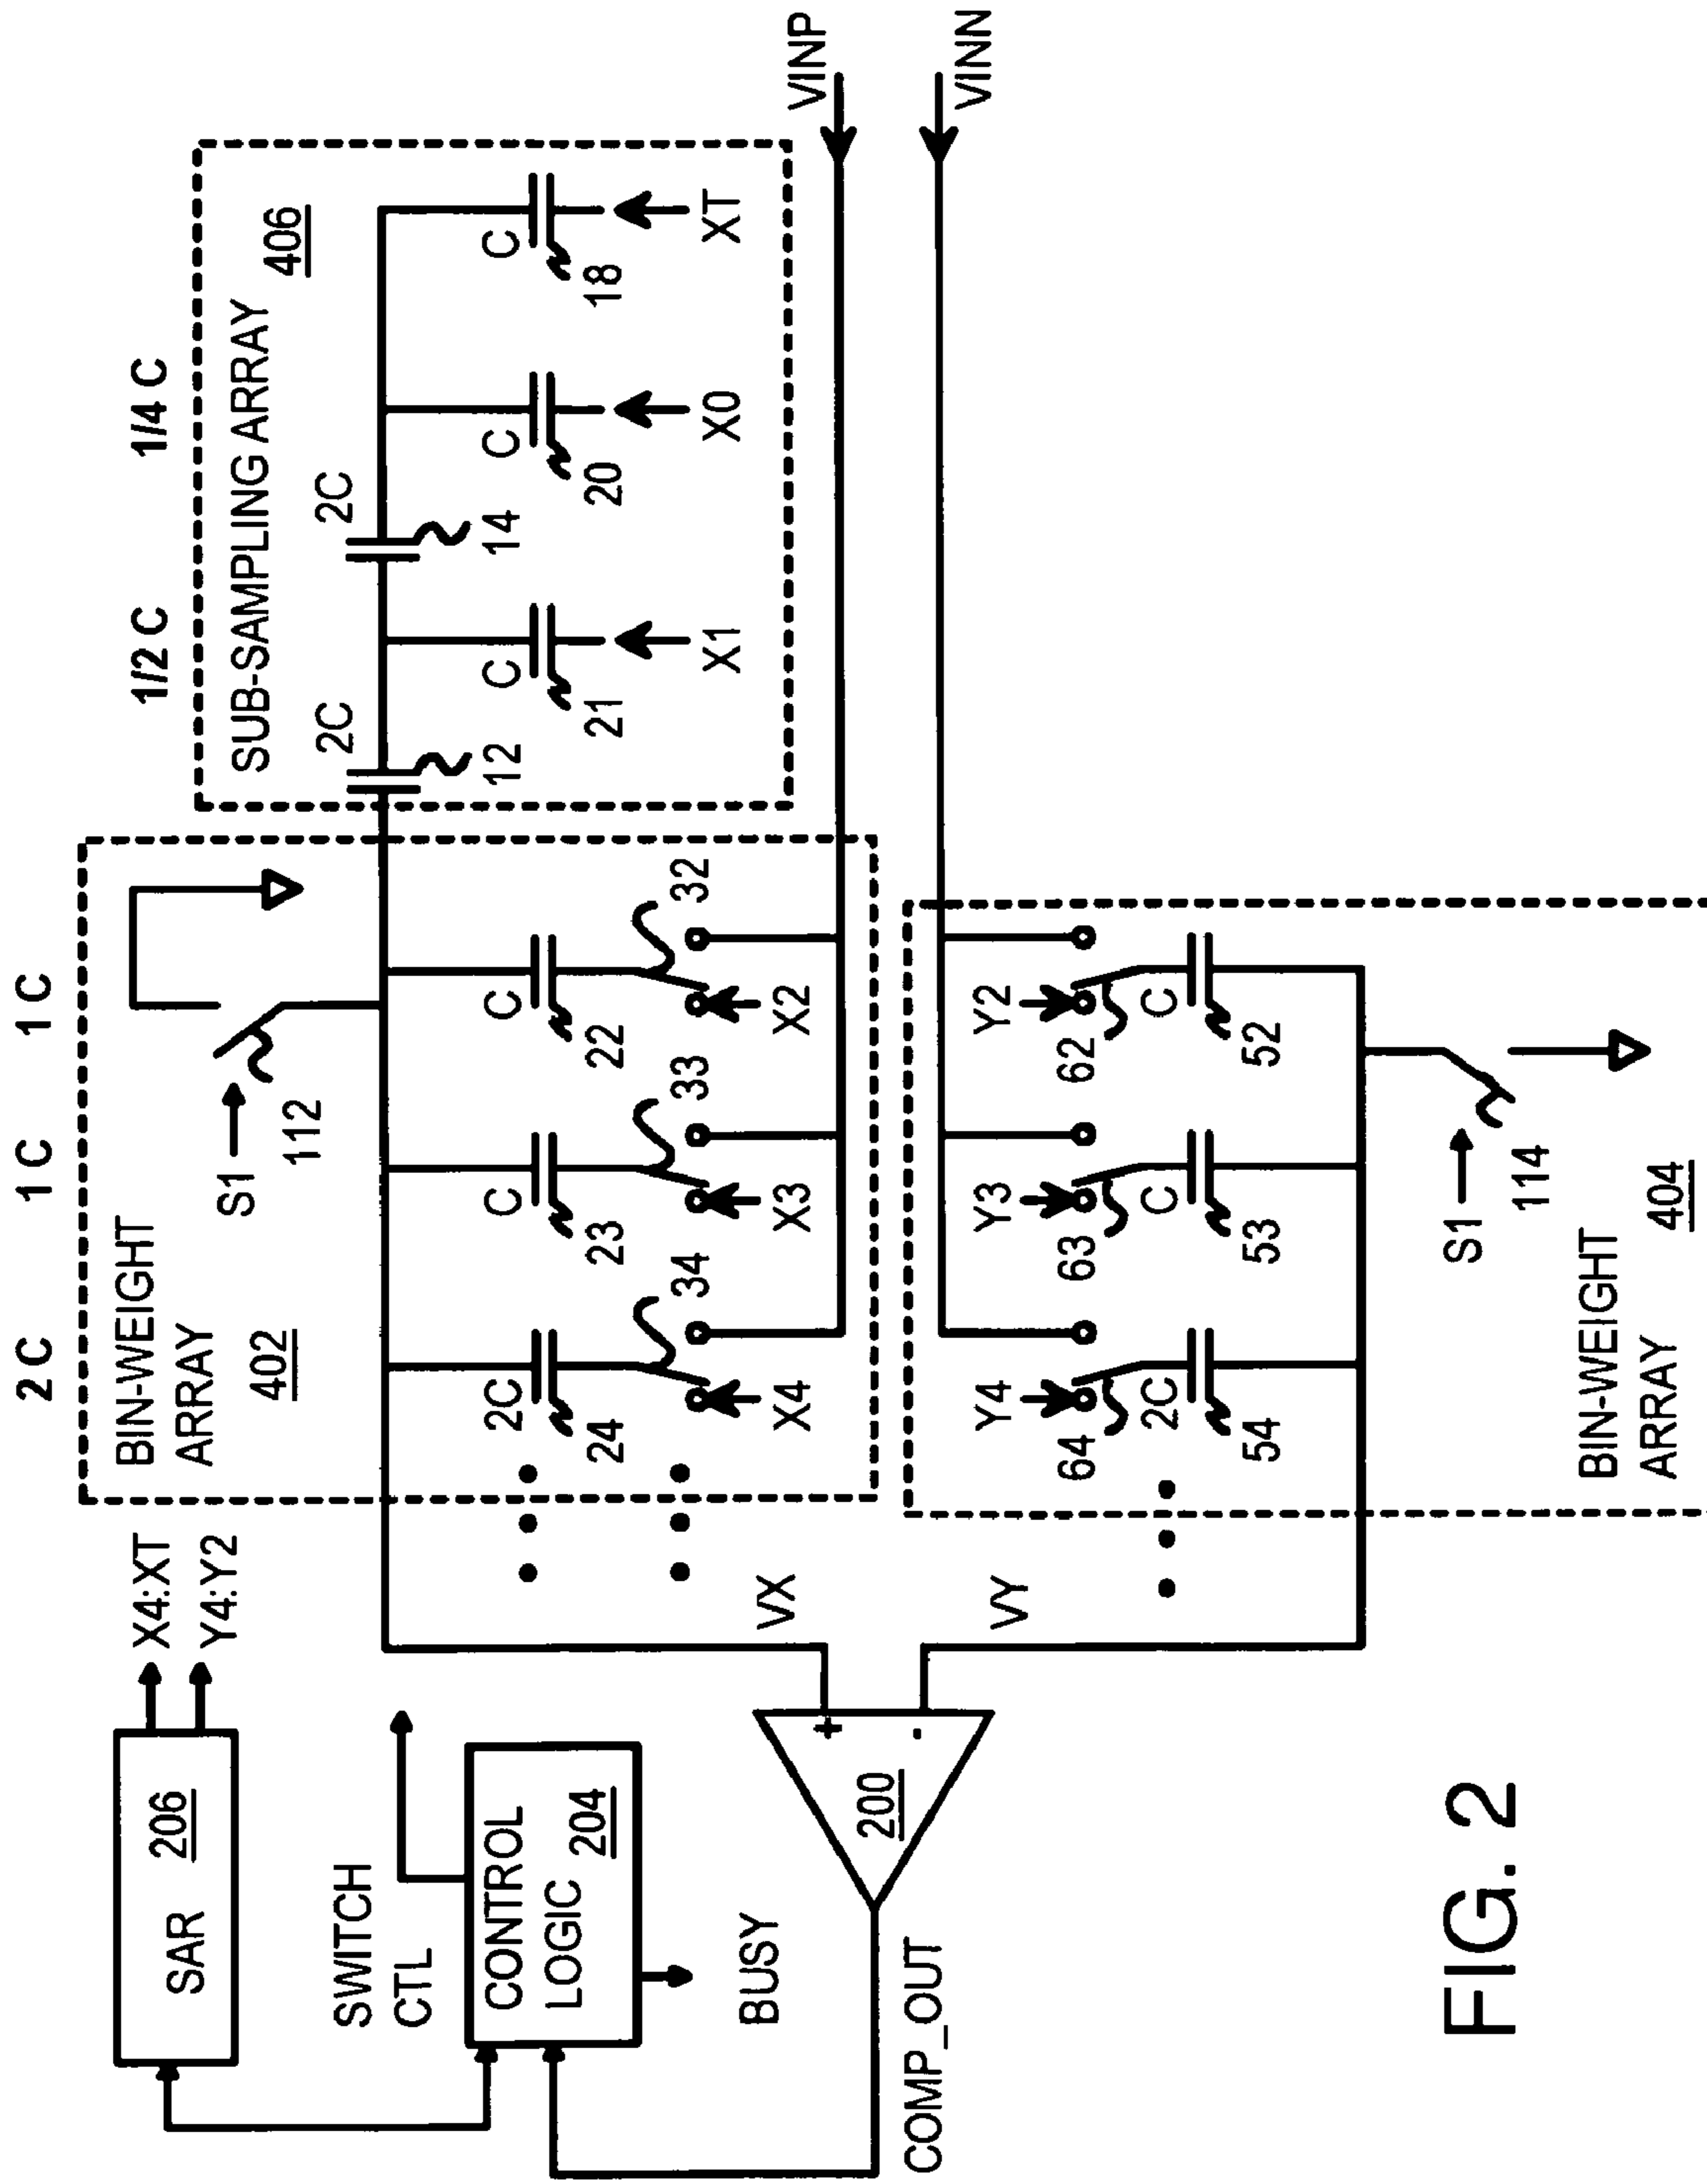 2 C 1 C 1 C 1/2 C 1/4 C
X4:XT
Y4:Y2
SAR 206
SWITCH
CTL
CONTROL
LOGIC 204
BUSY
COMP_OUT
200
+
-
VX
VY
BIN-WEIGHT
ARRAY
402
S1
112
2C
24
34
X4
C
23
33
X3
C
22
32
X2
SUB-SAMPLING ARRAY
406
2C
12
C
21
X1
2C
14
C
20
X0
C
18
XT
VINP
VINN
Y4
64
2C
54
Y3
63
C
53
Y2
62
C
52
S1
114
BIN-WEIGHT
ARRAY
404
FIG. 2